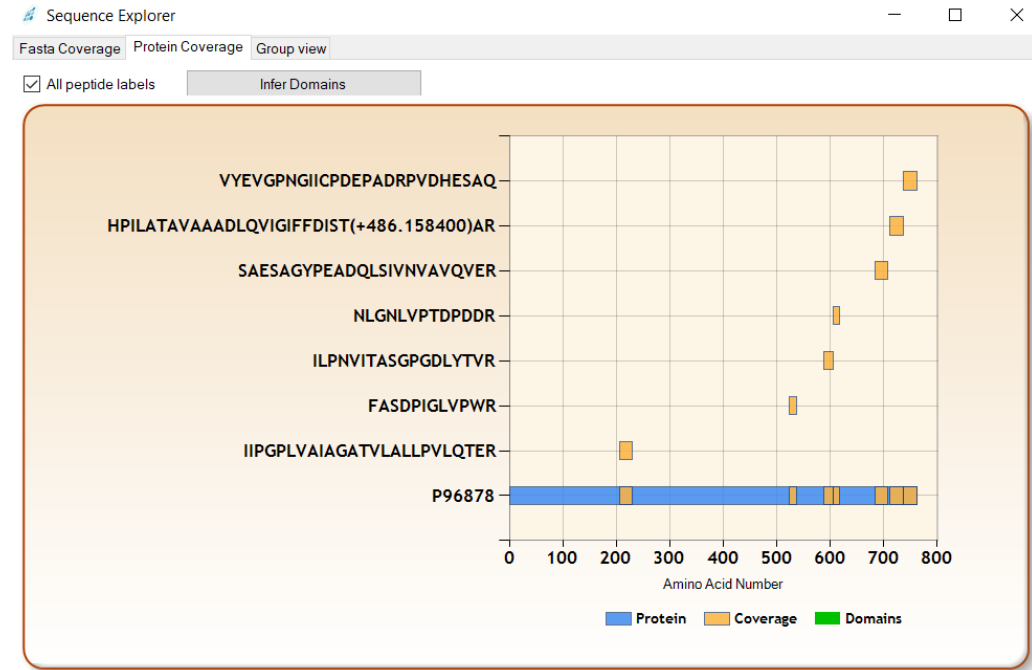 Sequence Explorer
Fasta Coverage Protein Coverage Group view
All peptide labels Infer Domains
VYEVGPNGIICPDEPADRPVDHESAQ
HPILATAVAAADLQVIGIFFDIST(+486.158400)AR
SAESAGYPEADQLSIVNVAVQVER
NLGNLVPTDPDDR
ILPNVITASGPGDLYTVR
FASDPIGLVPWR
IIPGPLVAIAGATVLALLPVLQTER
P96878
0 100 200 300 400 500 600 700 800
Amino Acid Number
Protein Coverage Domains